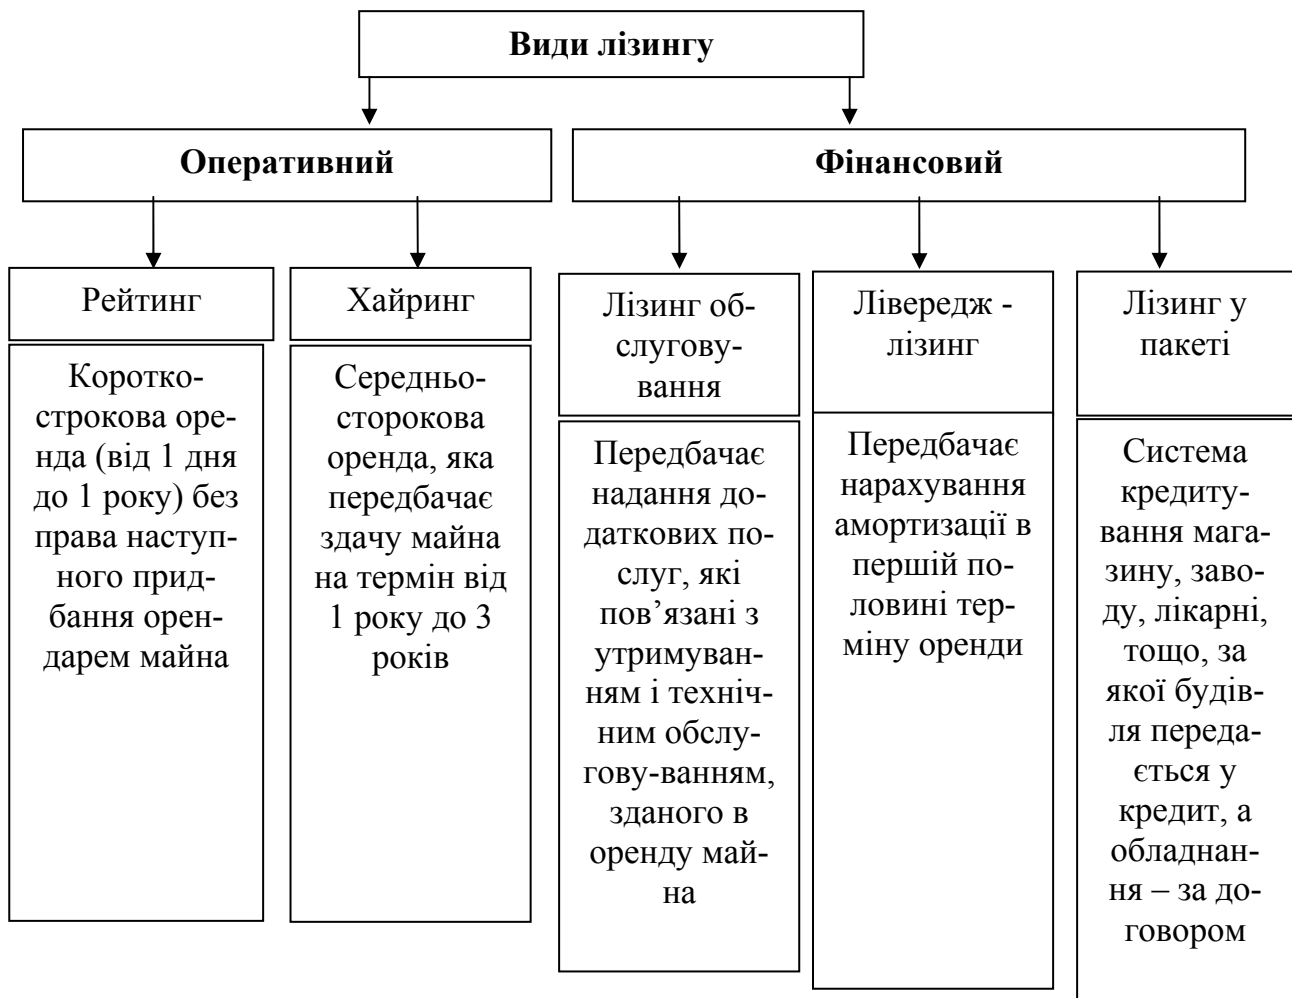 Види лізингу
Оперативний
Фінансовий
Рейтинг
Коротко-
строкова оре-
нда (від 1 дня
до 1 року) без
права наступ-
ного прид-
бання орен-
дарем майна
Хайринг
Середньо-
сторокова
оренда, яка
передбачає
здачу майна
на термін від
1 року до 3
років
Лізинг об-
слугову-
вання
Передбачає
надання до-
даткових по-
слуг, які
пов’язані з
утримуван-
ням і техніч-
ним обслу-
гову-ванням,
зданого в
оренду май-
на
Лівередж -
лізинг
Передбачає
нарахування
амортизації в
першій по-
ловині тер-
міну оренди
Лізинг у
пакеті
Система
кредиту-
вання мага-
зину, заво-
ду, лікарні,
тощо, за
якої будів-
ля переда-
ється у
кредит, а
обладнан-
ня – за до-
говором